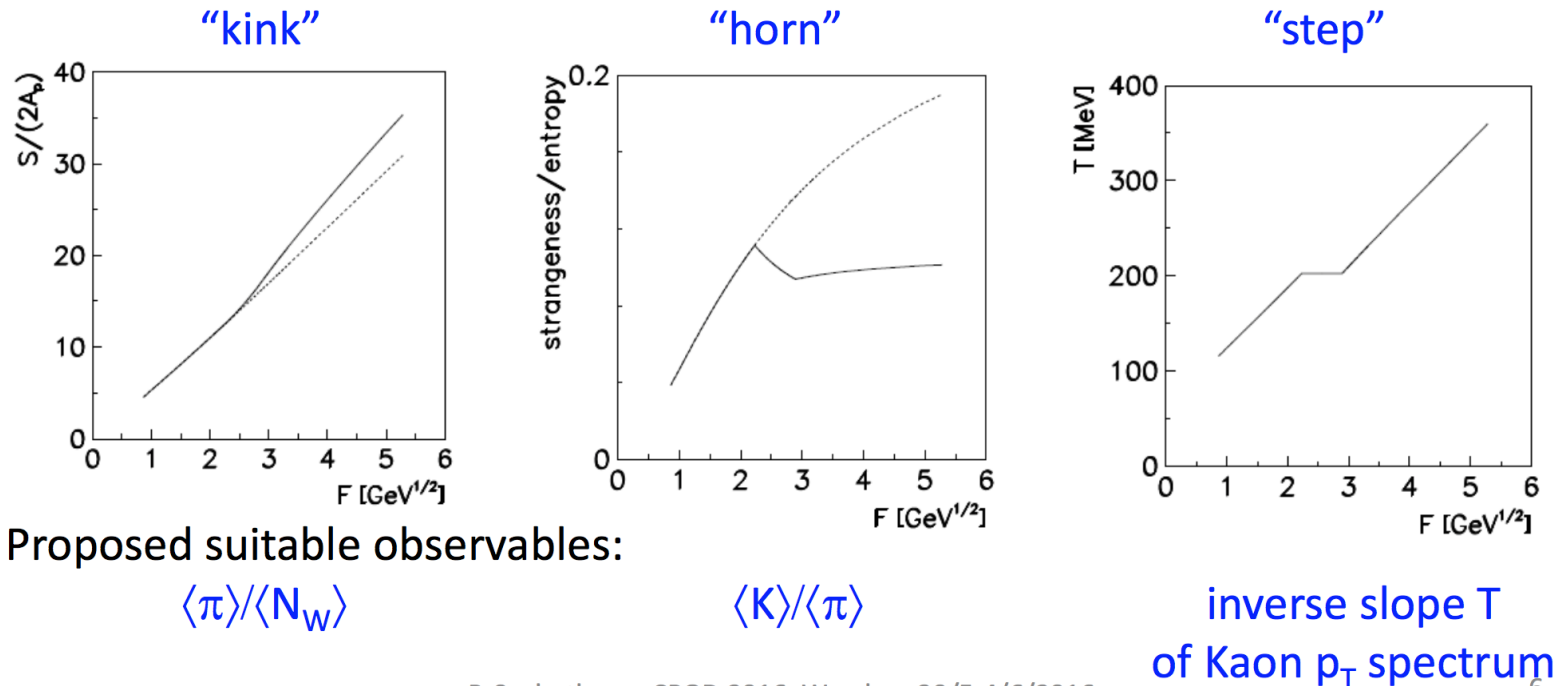 “kink”
“horn”
“step”
S/(2Aₚ)
40
30
20
10
0
0 1 2 3 4 5 6
F [GeV^1/2]
strangeness/entropy
0.2
0
0 1 2 3 4 5 6
F [GeV^1/2]
T [MeV]
400
300
200
100
0
0 1 2 3 4 5 6
F [GeV^1/2]
Proposed suitable observables:
⟨π⟩/⟨N_W⟩
⟨K⟩/⟨π⟩
inverse slope T
of Kaon p_T spectrum